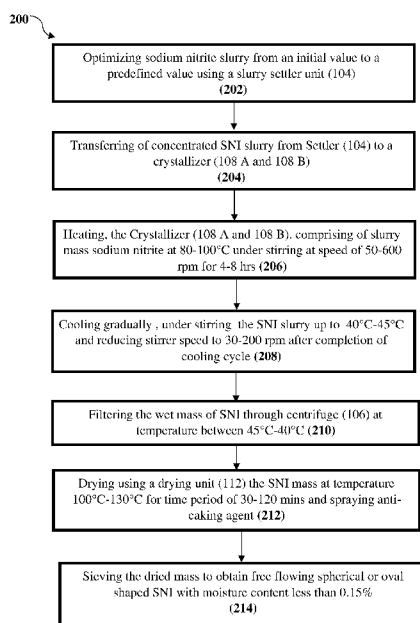 200
Optimizing sodium nitrite slurry from an initial value to a
predefined value using a slurry settler unit (104)
(202)
Transferring of concentrated SNI slurry from Settler (104) to a
crystallizer (108 A and 108 B)
(204)
Heating, the Crystallizer (108 A and 108 B), comprising of slurry
mass sodium nitrite at 80-100°C under stirring at speed of 50-600
rpm for 4-8 hrs (206)
Cooling gradually , under stirring the SNI slurry up to 40°C-45°C
and reducing stirrer speed to 30-200 rpm after completion of
cooling cycle (208)
Filtering the wet mass of SNI through centrifuge (106) at
temperature between 45°C-40°C (210)
Drying using a drying unit (112) the SNI mass at temperature
100°C-130°C for time period of 30-120 mins and spraying anti-
caking agent (212)
Sieving the dried mass to obtain free flowing spherical or oval
shaped SNI with moisture content less than 0.15%
(214)